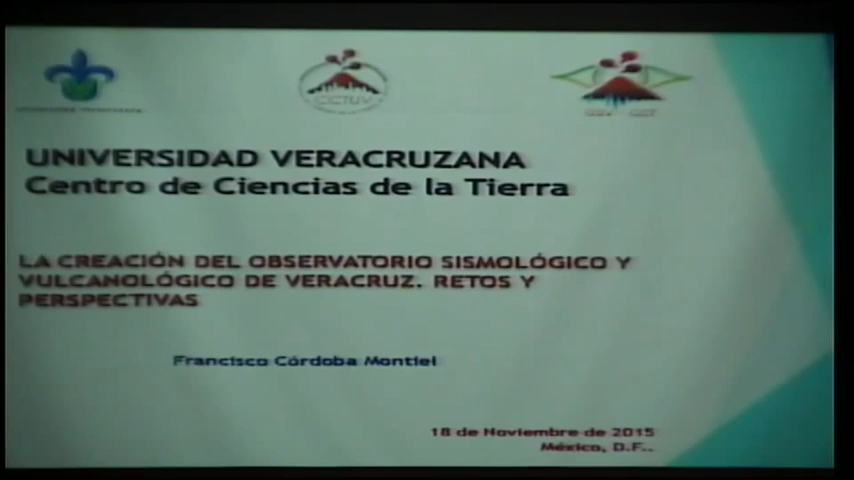 UNIVERSIDAD VERACRUZANA
Centro de Ciencias de la Tierra
LA CREACIÓN DEL OBSERVATORIO SISMOLÓGICO Y
VULCANOLÓGICO DE VERACRUZ. RETOS Y
PERSPECTIVAS
Francisco Córdoba Montiel
18 de Noviembre de 2015
México, D.F..